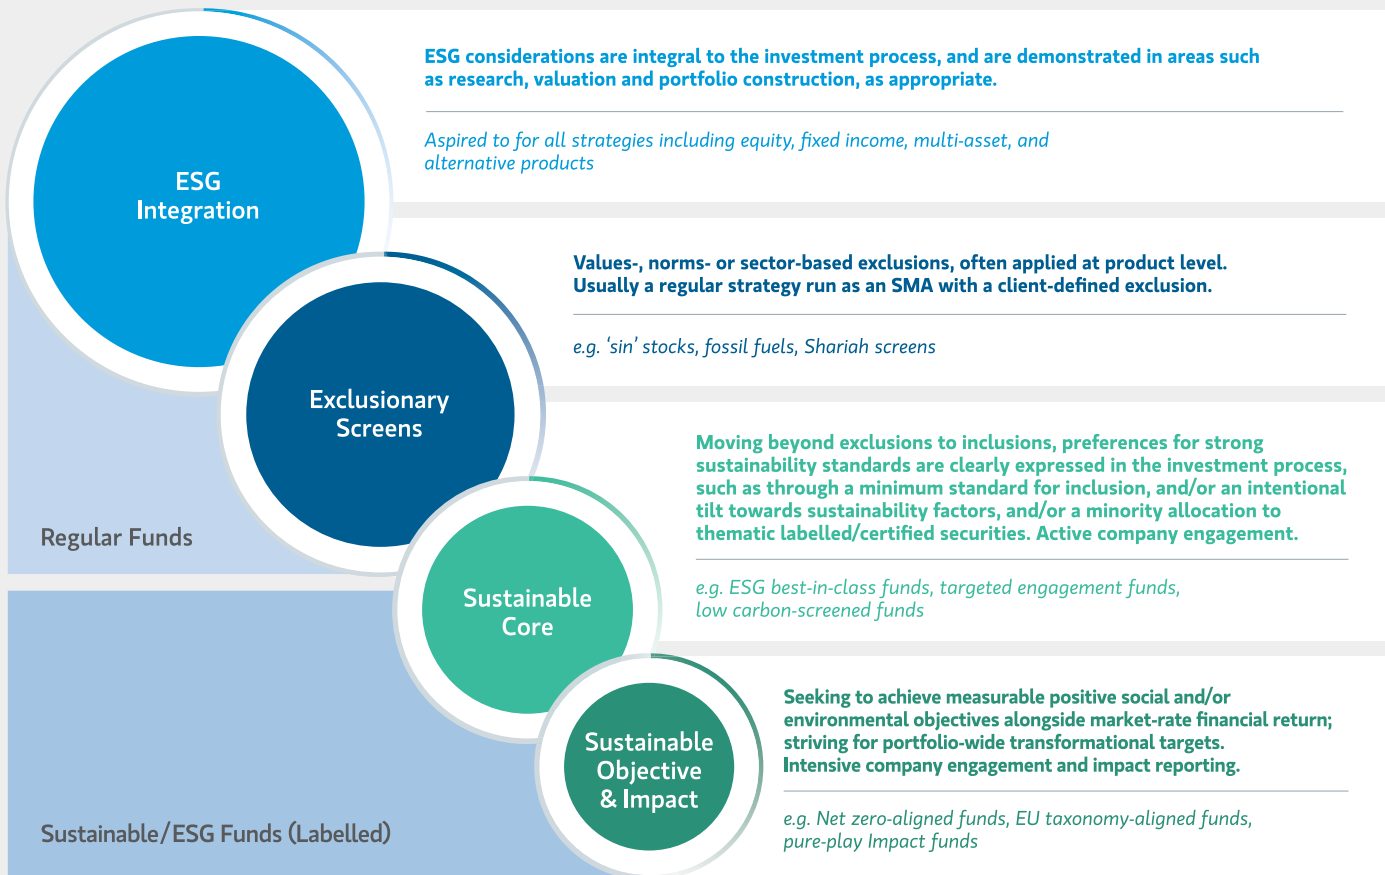 ESG
Integration
ESG considerations are integral to the investment process, and are demonstrated in areas such
as research, valuation and portfolio construction, as appropriate.
Aspired to for all strategies including equity, fixed income, multi-asset, and
alternative products
Exclusionary
Screens
Values-, norms- or sector-based exclusions, often applied at product level.
Usually a regular strategy run as an SMA with a client-defined exclusion.
e.g. ‘sin’ stocks, fossil fuels, Shariah screens
Regular Funds
Sustainable
Core
Moving beyond exclusions to inclusions, preferences for strong
sustainability standards are clearly expressed in the investment process,
such as through a minimum standard for inclusion, and/or an intentional
tilt towards sustainability factors, and/or a minority allocation to
thematic labelled/certified securities. Active company engagement.
e.g. ESG best-in-class funds, targeted engagement funds,
low carbon-screened funds
Sustainable
Objective
& Impact
Seeking to achieve measurable positive social and/or
environmental objectives alongside market-rate financial return;
striving for portfolio-wide transformational targets.
Intensive company engagement and impact reporting.
e.g. Net zero-aligned funds, EU taxonomy-aligned funds,
pure-play Impact funds
Sustainable/ESG Funds (Labelled)